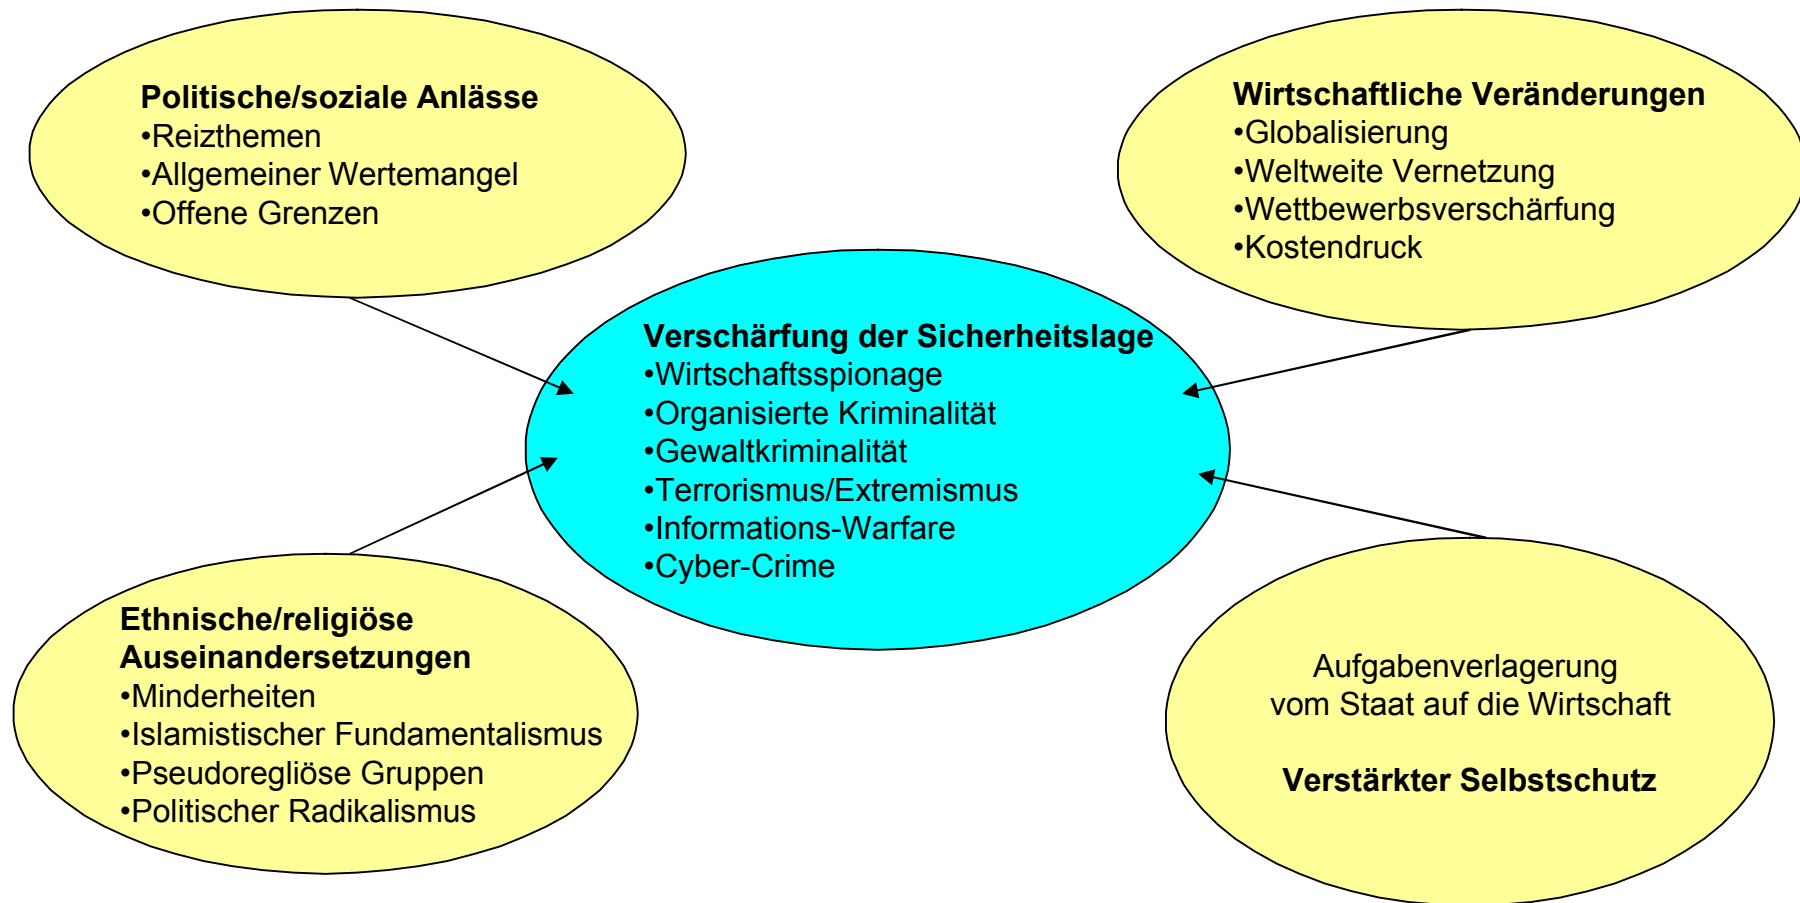 Politische/soziale Anlässe
•Reizthemen
•Allgemeiner Wertemangel
•Offene Grenzen
Wirtschaftliche Veränderungen
•Globalisierung
•Weltweite Vernetzung
•Wettbewerbsverschärfung
•Kostendruck
Verschärfung der Sicherheitslage
•Wirtschaftsspionage
•Organisierte Kriminalität
•Gewaltkriminalität
•Terrorismus/Extremismus
•Informations-Warfare
•Cyber-Crime
Ethnische/religiöse
Auseinandersetzungen
•Minderheiten
•Islamistischer Fundamentalismus
•Pseudoregliöse Gruppen
•Politischer Radikalismus
Aufgabenverlagerung
vom Staat auf die Wirtschaft
Verstärkter Selbstschutz